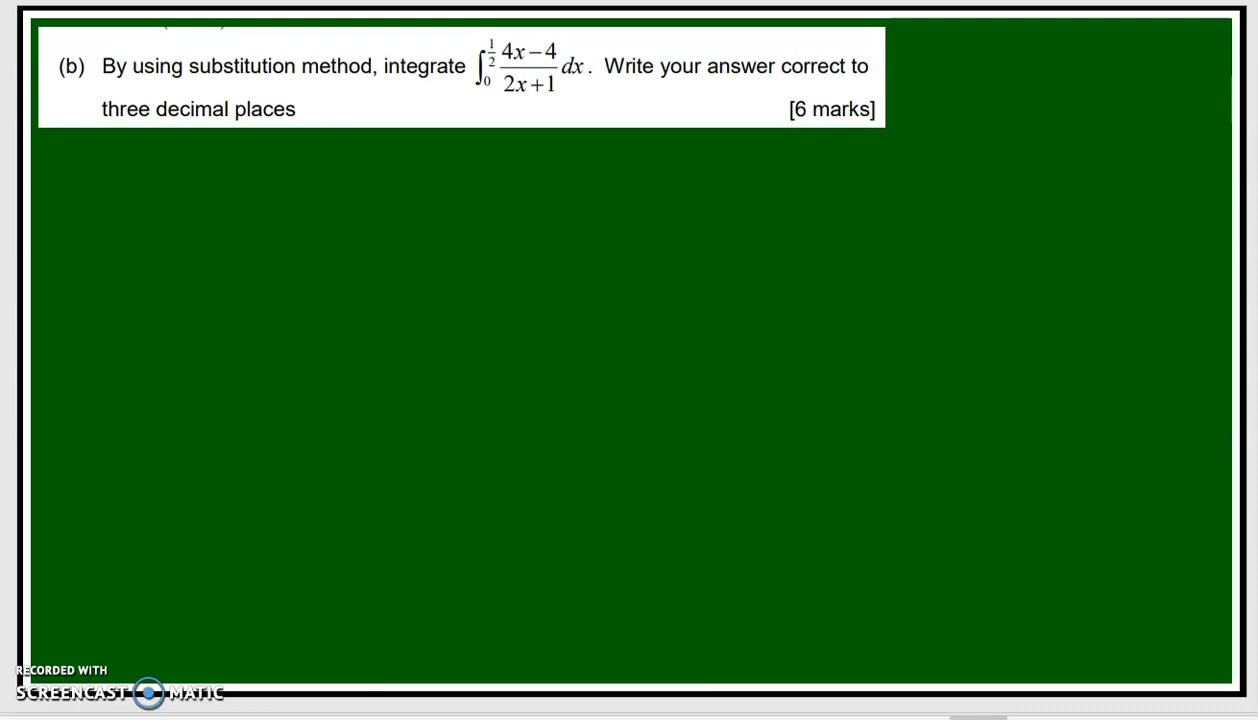 (b) By using substitution method, integrate ∫₀^{1/2} (4x−4)/(2x+1) dx. Write your answer correct to
three decimal places [6 marks]
RECORDED WITH
SCREENCAST MATIC